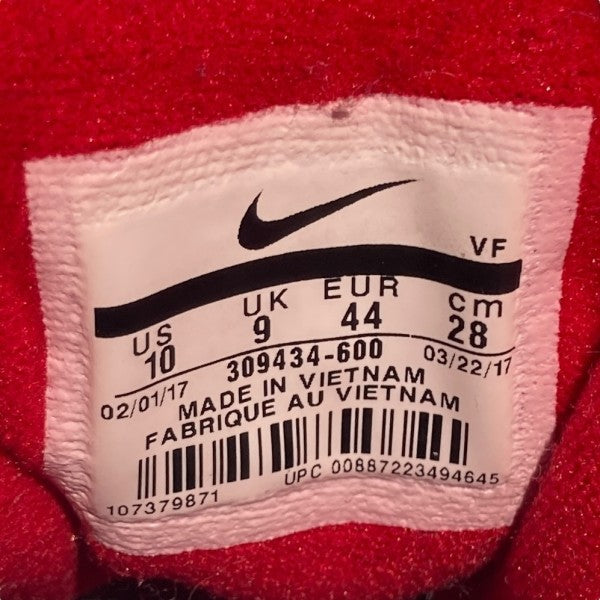 VF
US UK EUR cm
10 9 44 28
309434-600
02/01/17 03/22/17
MADE IN VIETNAM
FABRIQUE AU VIETNAM
UPC 00887223494645
107379871